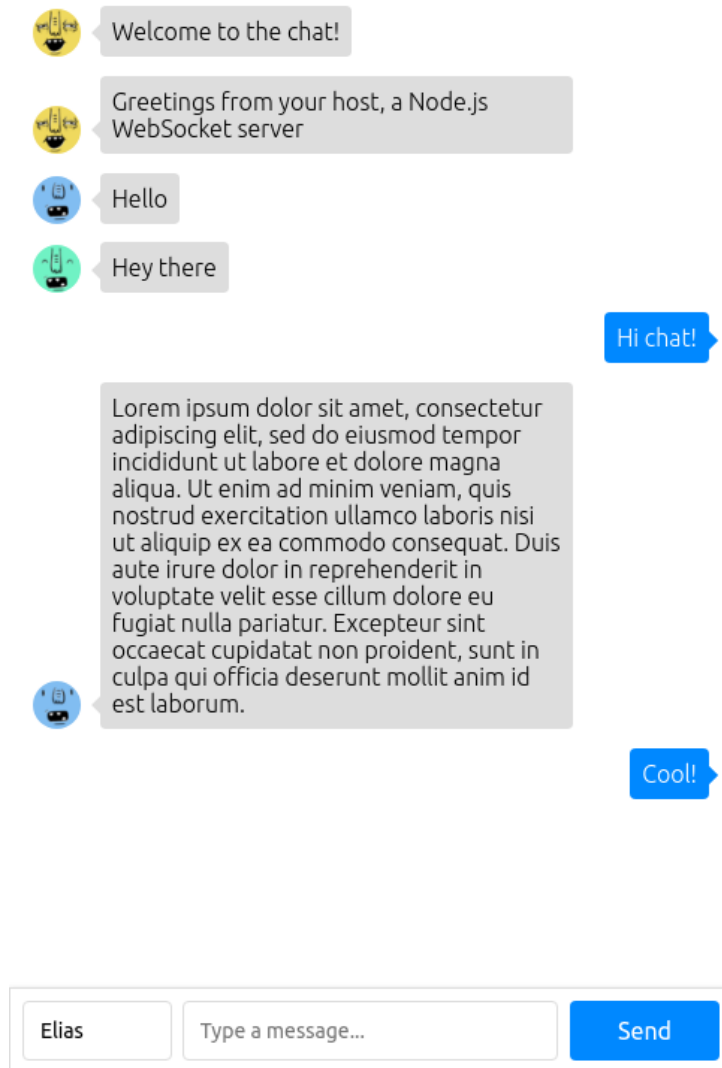 Welcome to the chat!
Greetings from your host, a Node.js
WebSocket server
Hello
Hey there
Hi chat!
Lorem ipsum dolor sit amet, consectetur
adipiscing elit, sed do eiusmod tempor
incididunt ut labore et dolore magna
aliqua. Ut enim ad minim veniam, quis
nostrud exercitation ullamco laboris nisi
ut aliquip ex ea commodo consequat. Duis
aute irure dolor in reprehenderit in
voluptate velit esse cillum dolore eu
fugiat nulla pariatur. Excepteur sint
occaecat cupidatat non proident, sunt in
culpa qui officia deserunt mollit anim id
est laborum.
Cool!
Elias
Type a message...
Send